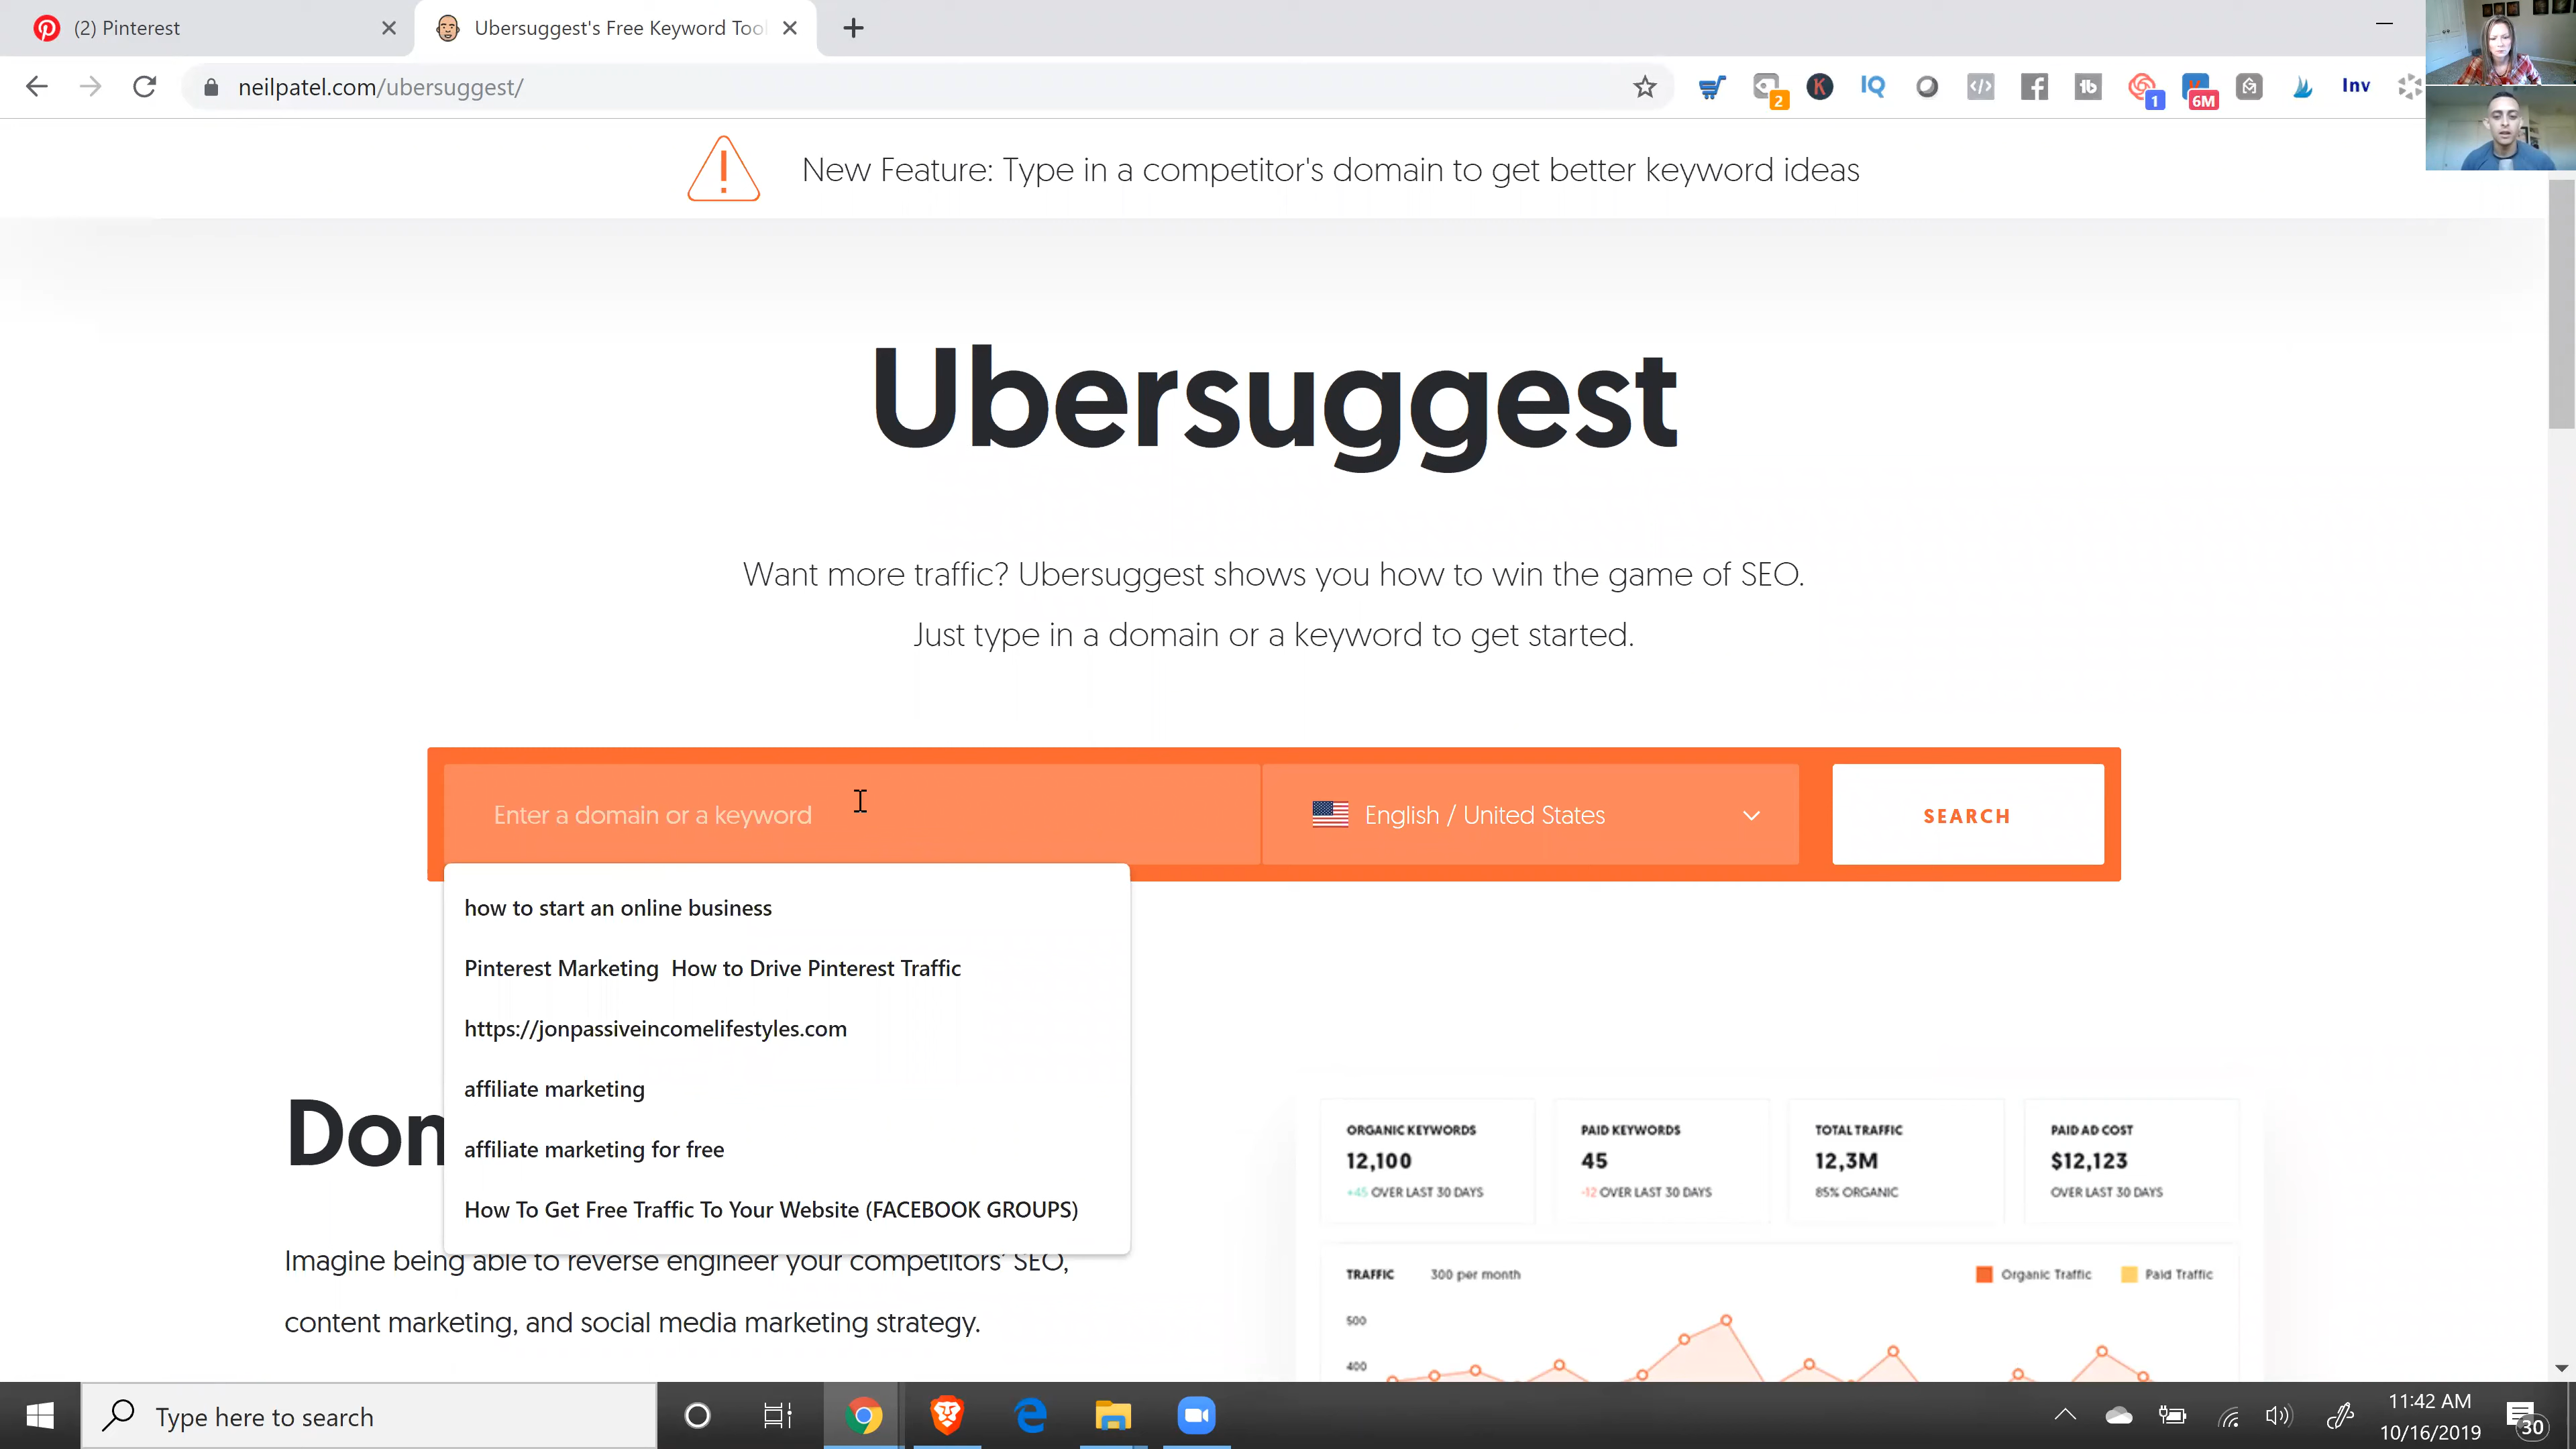 (2) Pinterest
Ubersuggest's Free Keyword Tool
neilpatel.com/ubersuggest/
2
IQ
1
6M
Inv
New Feature: Type in a competitor's domain to get better keyword ideas
Ubersuggest
Want more traffic? Ubersuggest shows you how to win the game of SEO.
Just type in a domain or a keyword to get started.
Enter a domain or a keyword
English / United States
SEARCH
how to start an online business
Pinterest Marketing  How to Drive Pinterest Traffic
https://jonpassiveincomelifestyles.com
affiliate marketing
affiliate marketing for free
How To Get Free Traffic To Your Website (FACEBOOK GROUPS)
Dom
Imagine being able to reverse engineer your competitors' SEO,
content marketing, and social media marketing strategy.
ORGANIC KEYWORDS
12,100
+45 OVER LAST 30 DAYS
PAID KEYWORDS
45
-12 OVER LAST 30 DAYS
TOTAL TRAFFIC
12,3M
85% ORGANIC
PAID AD COST
$12,123
OVER LAST 30 DAYS
TRAFFIC
300 per month
Organic Traffic
Paid Traffic
500
400
Type here to search
11:42 AM
10/16/2019
30